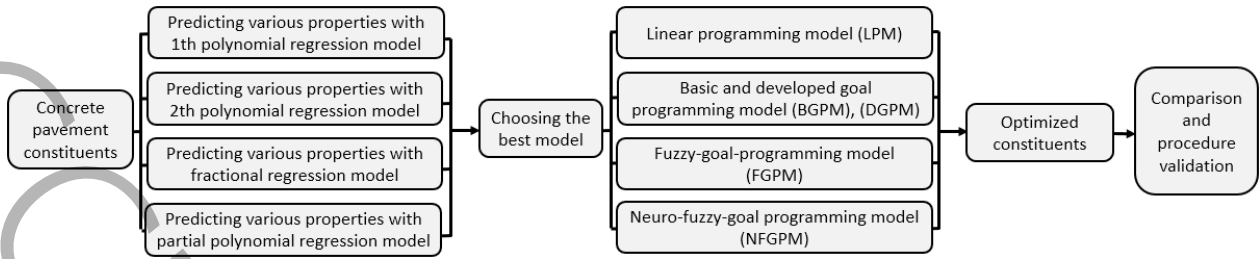 Concrete
pavement
constituents
Predicting various properties with
1th polynomial regression model
Predicting various properties with
2th polynomial regression model
Predicting various properties with
fractional regression model
Predicting various properties with
partial polynomial regression model
Choosing the
best model
Linear programming model (LPM)
Basic and developed goal
programming model (BGPM), (DGPM)
Fuzzy-goal-programming model
(FGPM)
Neuro-fuzzy-goal programming model
(NFGPM)
Optimized
constituents
Comparison
and
procedure
validation